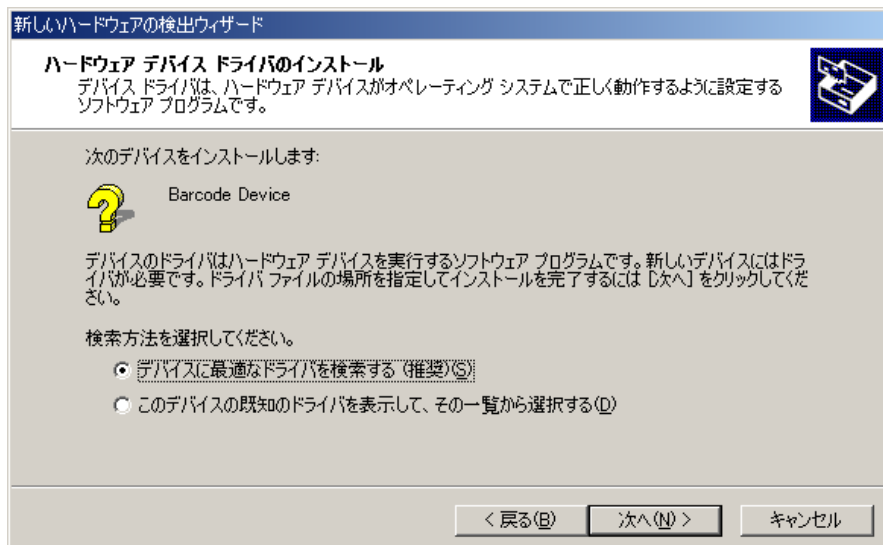 新しいハードウェアの検出ウィザード
ハードウェア デバイス ドライバのインストール
デバイス ドライバは、ハードウェア デバイスがオペレーティング システムで正しく動作するように設定する
ソフトウェア プログラムです。
次のデバイスをインストールします:
Barcode Device
デバイスのドライバはハードウェア デバイスを実行するソフトウェア プログラムです。新しいデバイスにはドラ
イバが必要です。ドライバ ファイルの場所を指定してインストールを完了するには [次へ] をクリックしてくだ
さい。
検索方法を選択してください。
デバイスに最適なドライバを検索する (推奨)(S)
このデバイスの既知のドライバを表示して、その一覧から選択する(D)
< 戻る(B) 次へ(N) > キャンセル